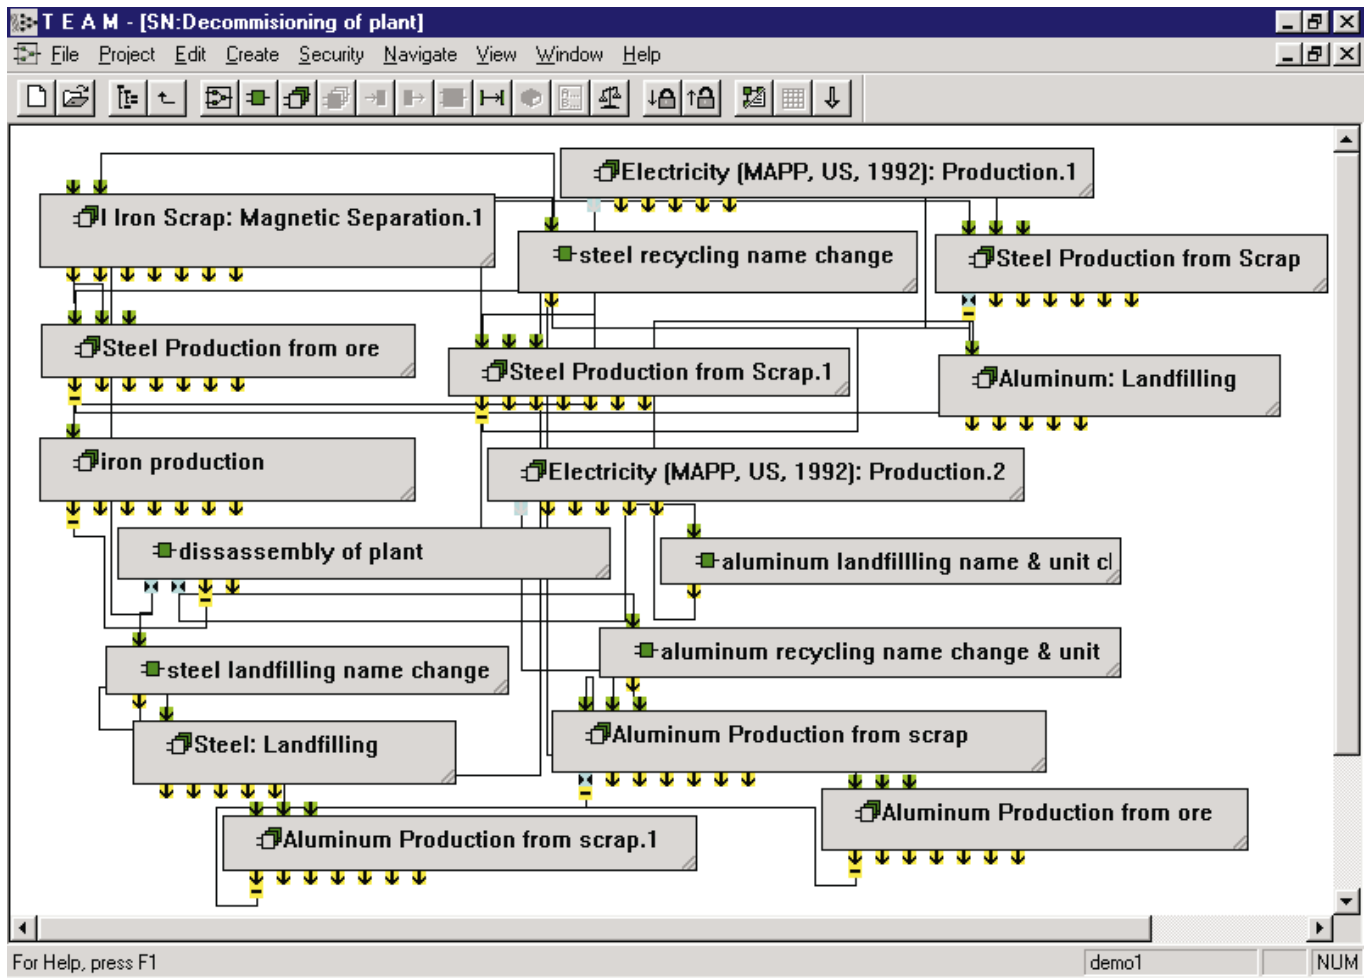 T E A M - [SN:Decommisioning of plant]
File Project Edit Create Security Navigate View Window Help
Electricity (MAPP, US, 1992): Production.1
l Iron Scrap: Magnetic Separation.1
steel recycling name change
Steel Production from Scrap
Steel Production from ore
Steel Production from Scrap.1
Aluminum: Landfilling
iron production
Electricity (MAPP, US, 1992): Production.2
dissassembly of plant
aluminum landfillling name & unit cl
aluminum recycling name change & unit
steel landfilling name change
Steel: Landfilling
Aluminum Production from scrap
Aluminum Production from ore
Aluminum Production from scrap.1
For Help, press F1
demo1
NUM